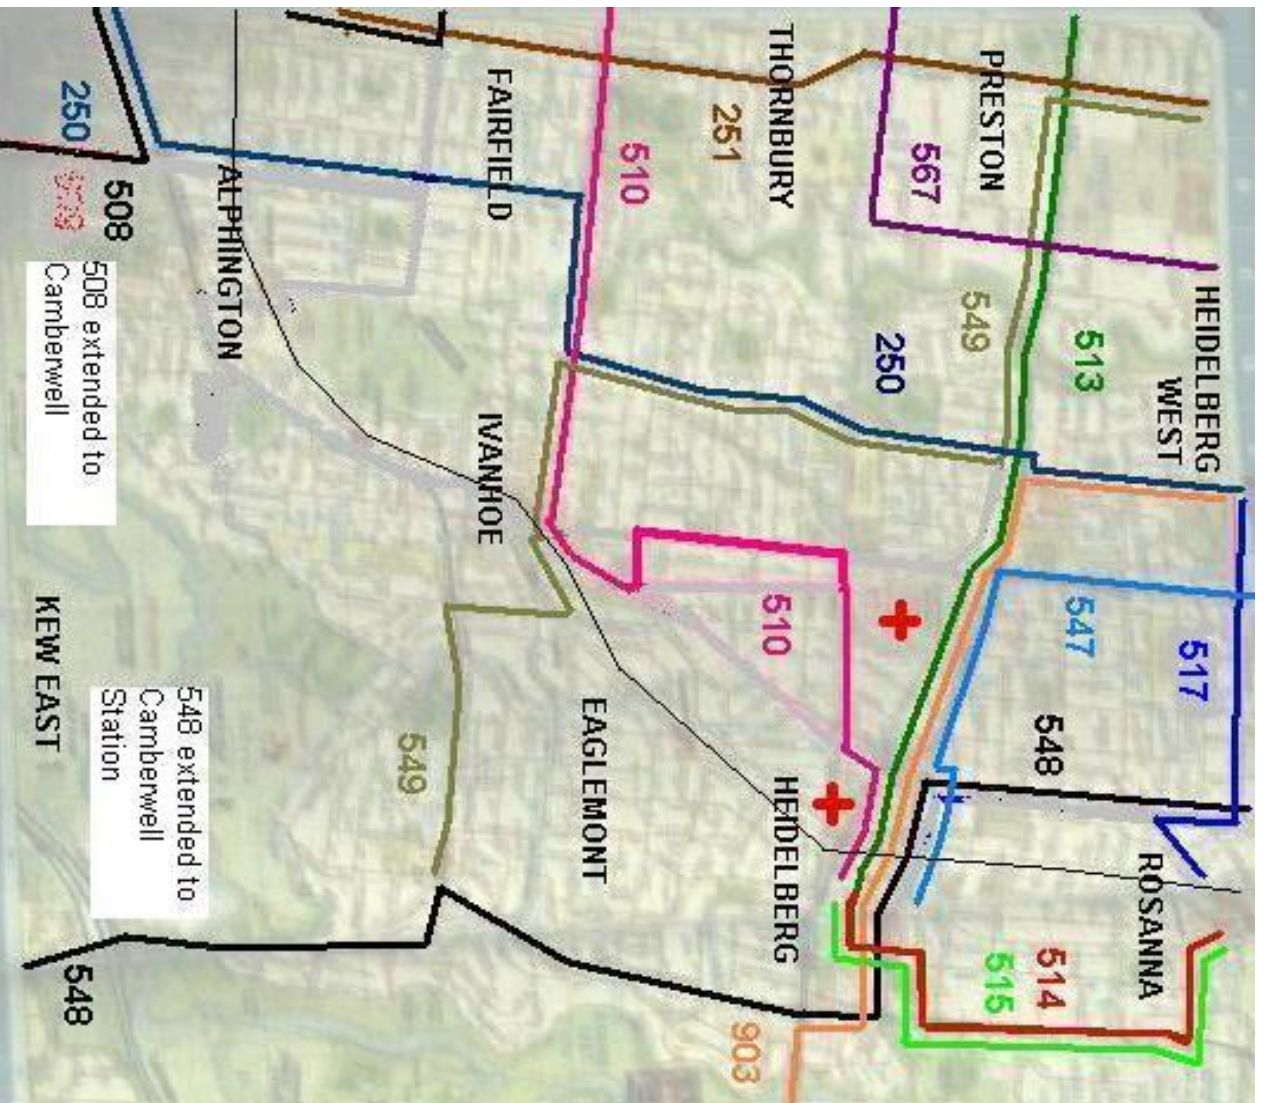 HEIDELBERG
WEST
517
ROSANNA
513
547
514
548
515
PRESTON
549
567
250
THORNBURY
510
HEIDELBERG
903
251
510
EAGLEMONT
FAIRFIELD
IVANHOE
549
ALPHINGTON
548 extended to
Camberwell
Station
508
508 extended to
Camberwell
250
548
KEW EAST